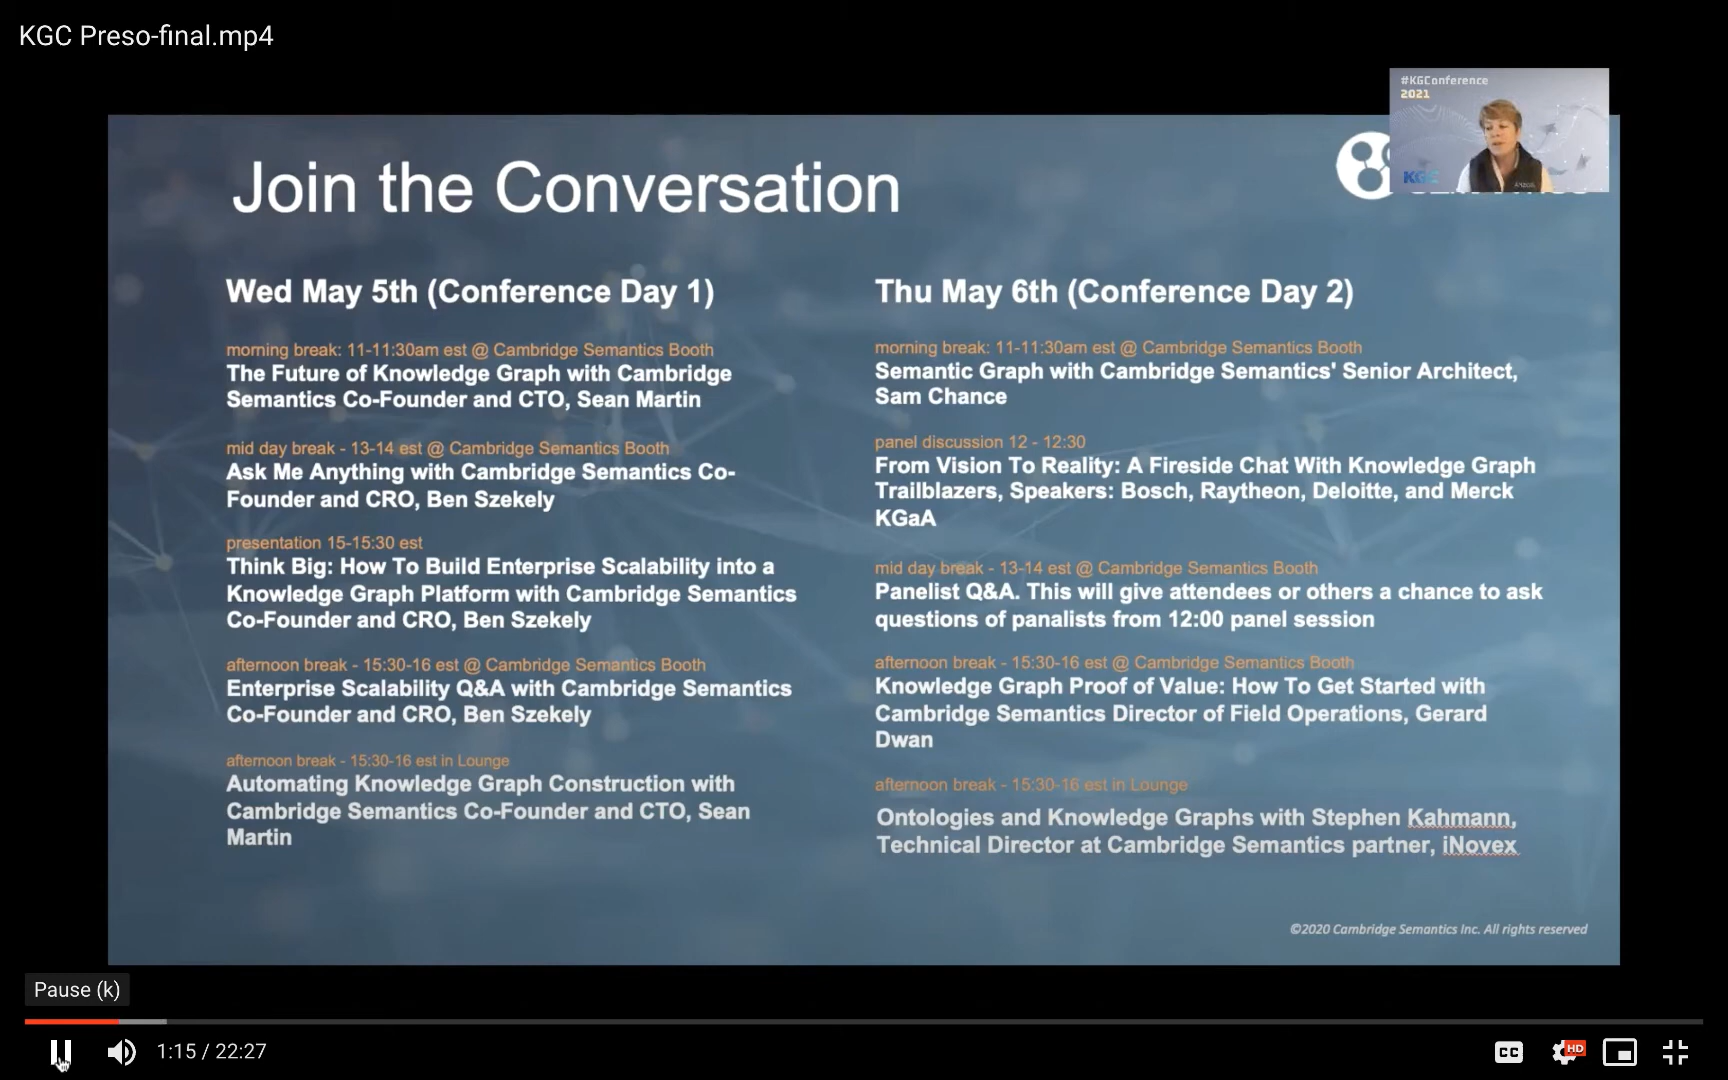 KGC Preso-final.mp4
#KGConference
2021
KGC
Join the Conversation
Wed May 5th (Conference Day 1)
morning break: 11-11:30am est @ Cambridge Semantics Booth
The Future of Knowledge Graph with Cambridge
Semantics Co-Founder and CTO, Sean Martin
mid day break - 13-14 est @ Cambridge Semantics Booth
Ask Me Anything with Cambridge Semantics Co-
Founder and CRO, Ben Szekely
presentation 15-15:30 est
Think Big: How To Build Enterprise Scalability into a
Knowledge Graph Platform with Cambridge Semantics
Co-Founder and CRO, Ben Szekely
afternoon break - 15:30-16 est @ Cambridge Semantics Booth
Enterprise Scalability Q&A with Cambridge Semantics
Co-Founder and CRO, Ben Szekely
afternoon break - 15:30-16 est in Lounge
Automating Knowledge Graph Construction with
Cambridge Semantics Co-Founder and CTO, Sean
Martin
Thu May 6th (Conference Day 2)
morning break: 11-11:30am est @ Cambridge Semantics Booth
Semantic Graph with Cambridge Semantics' Senior Architect,
Sam Chance
panel discussion 12 - 12:30
From Vision To Reality: A Fireside Chat With Knowledge Graph
Trailblazers, Speakers: Bosch, Raytheon, Deloitte, and Merck
KGaA
mid day break - 13-14 est @ Cambridge Semantics Booth
Panelist Q&A. This will give attendees or others a chance to ask
questions of panalists from 12:00 panel session
afternoon break - 15:30-16 est @ Cambridge Semantics Booth
Knowledge Graph Proof of Value: How To Get Started with
Cambridge Semantics Director of Field Operations, Gerard
Dwan
afternoon break - 15:30-16 est in Lounge
Ontologies and Knowledge Graphs with Stephen Kahmann,
Technical Director at Cambridge Semantics partner, iNovex
©2020 Cambridge Semantics Inc. All rights reserved
Pause (k)
1:15 / 22:27
CC
HD